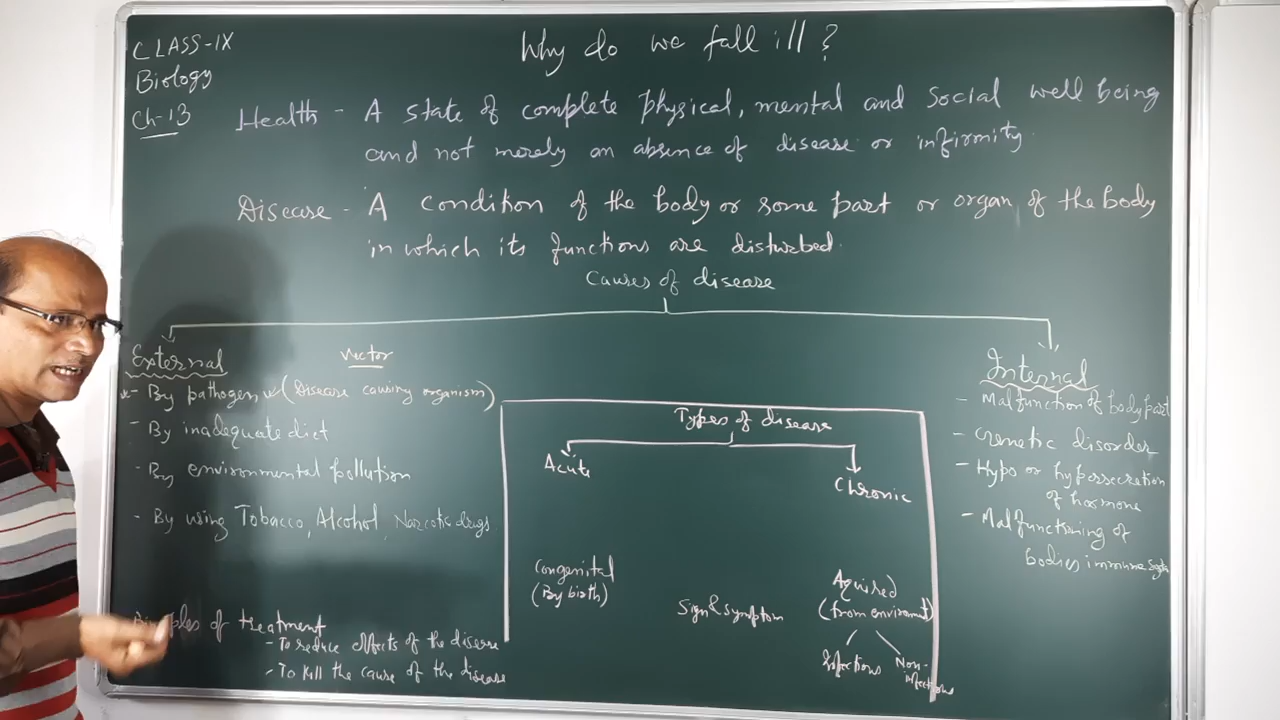 CLASS-IX
Biology
Ch-13
Why do we fall ill?
Health - A state of complete physical, mental and social well being
and not merely an absence of disease or infirmity
Disease - A condition of the body or some part or organ of the body
in which its functions are disturbed.
Causes of disease
External
Vector
- By pathogen (Disease causing organism)
- By inadequate diet
- By environmental pollution
- By using Tobacco, Alcohol, Narcotic drugs
of treatment
- To reduce effects of the disease
- To kill the cause of the disease
Types of disease
Acute
Chronic
Congenital
(By birth)
Sign & symptom
Aquired
(from environmt)
Infectious
Non-
infectious
Internal
- Malfunction of body part
- Genetic disorder
- Hypo or hypersecretion
of hormone
- Malfunctining of
bodies immune